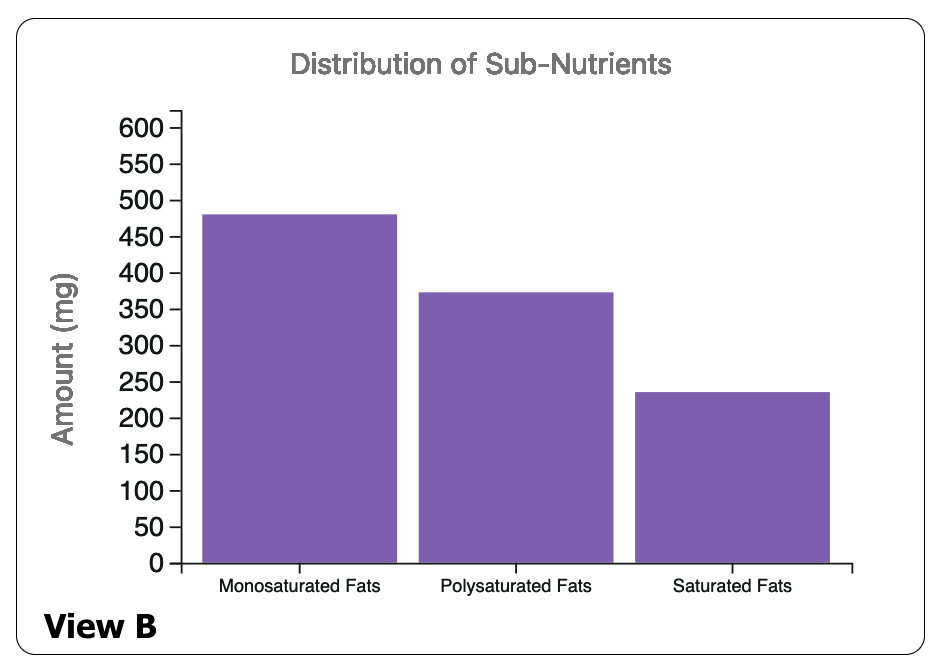 Distribution of Sub-Nutrients
Amount (mg)
600
550
500
450
400
350
300
250
200
150
100
50
0
Monosaturated Fats
Polysaturated Fats
Saturated Fats
View B